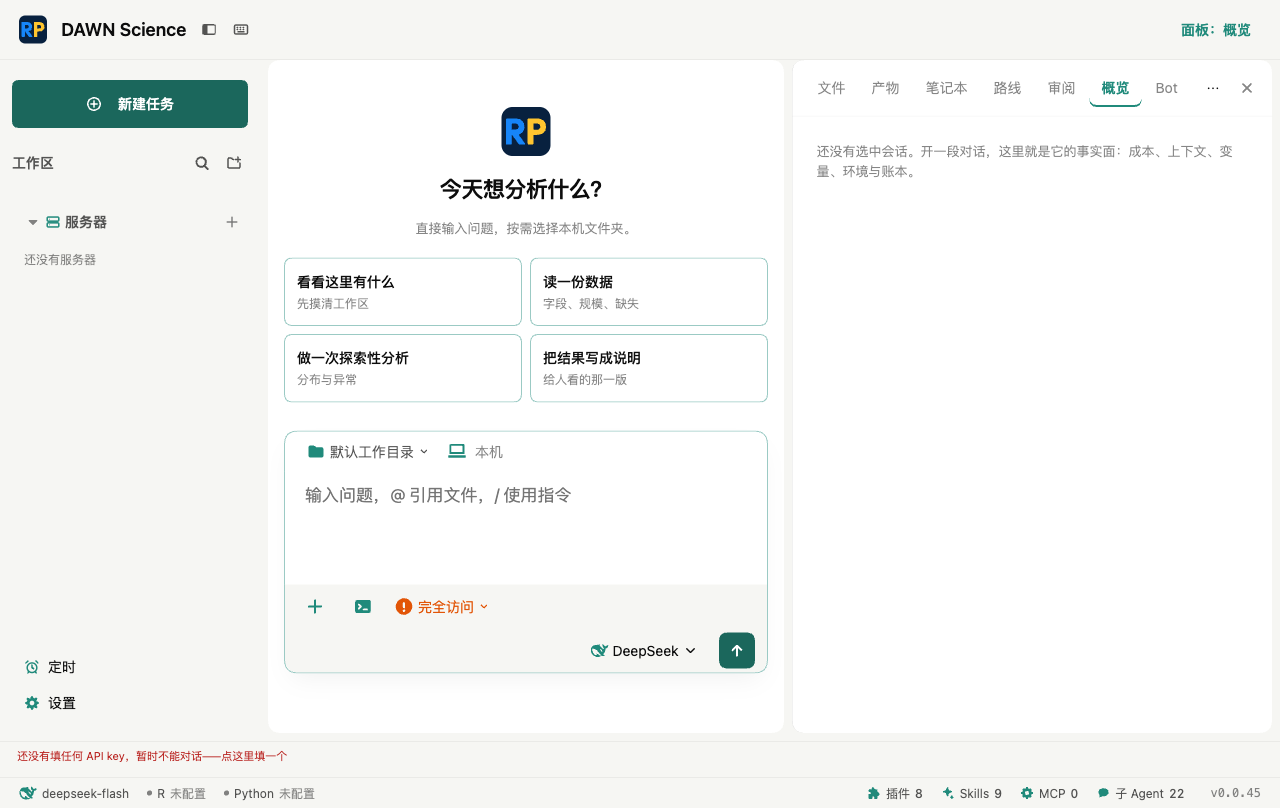 RP DAWN Science
面板：概览
新建任务
工作区
服务器
还没有服务器
定时
设置
RP
今天想分析什么?
直接输入问题，按需选择本机文件夹。
看看这里有什么
先摸清工作区
读一份数据
字段、规模、缺失
做一次探索性分析
分布与异常
把结果写成说明
给人看的那一版
默认工作目录 本机
输入问题，@ 引用文件，/ 使用指令
完全访问
DeepSeek
文件 产物 笔记本 路线 审阅 概览 Bot ···
还没有选中会话。开一段对话，这里就是它的事实面：成本、上下文、变
量、环境与账本。
还没有填任何 API key，暂时不能对话——点这里填一个
deepseek-flash R 未配置 Python 未配置
插件 8 Skills 9 MCP 0 子 Agent 22 v0.0.45